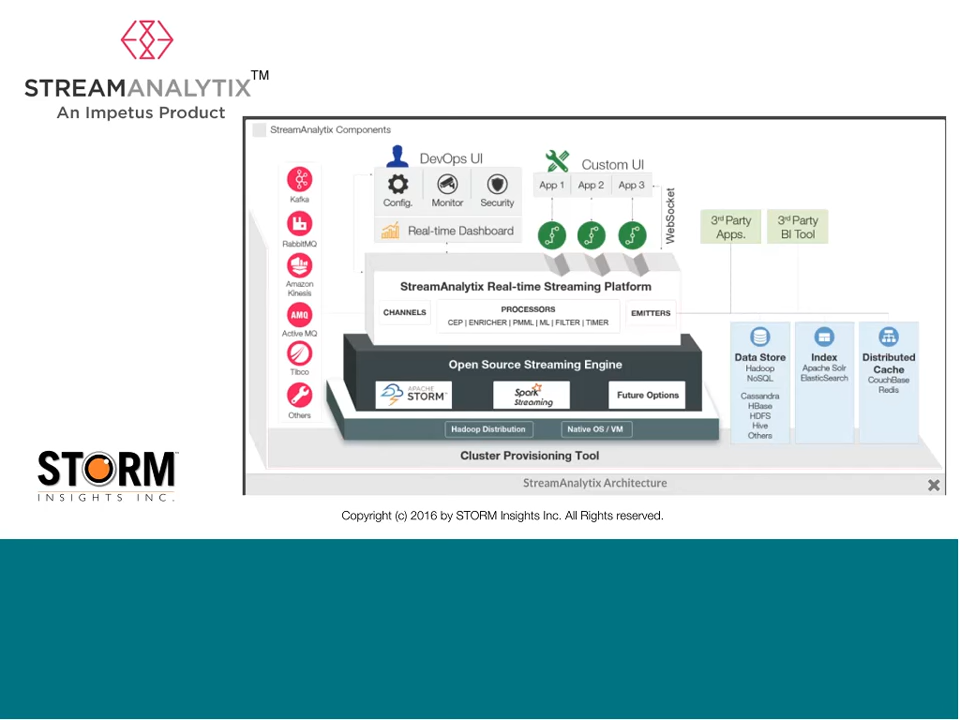 STREAMANALYTIX™
An Impetus Product
StreamAnalytix Components
DevOps UI
Custom UI
Config.
Monitor
Security
Real-time Dashboard
App 1
App 2
App 3
WebSocket
3rd Party
Apps.
3rd Party
BI Tool
Kafka
RabbitMQ
Amazon
Kinesis
AMQ
Active MQ
Tibco
Others
StreamAnalytix Real-time Streaming Platform
CHANNELS
PROCESSORS
CEP | ENRICHER | PMML | ML | FILTER | TIMER
EMITTERS
Open Source Streaming Engine
APACHE
STORM™
Spark
Streaming
Future Options
Hadoop Distribution
Native OS / VM
Cluster Provisioning Tool
Data Store
Hadoop
NoSQL
Cassandra
HBase
HDFS
Hive
Others
Index
Apache Solr
ElasticSearch
Distributed
Cache
CouchBase
Redis
StreamAnalytix Architecture
STORM™
INSIGHTS INC.
Copyright (c) 2016 by STORM Insights Inc. All Rights reserved.